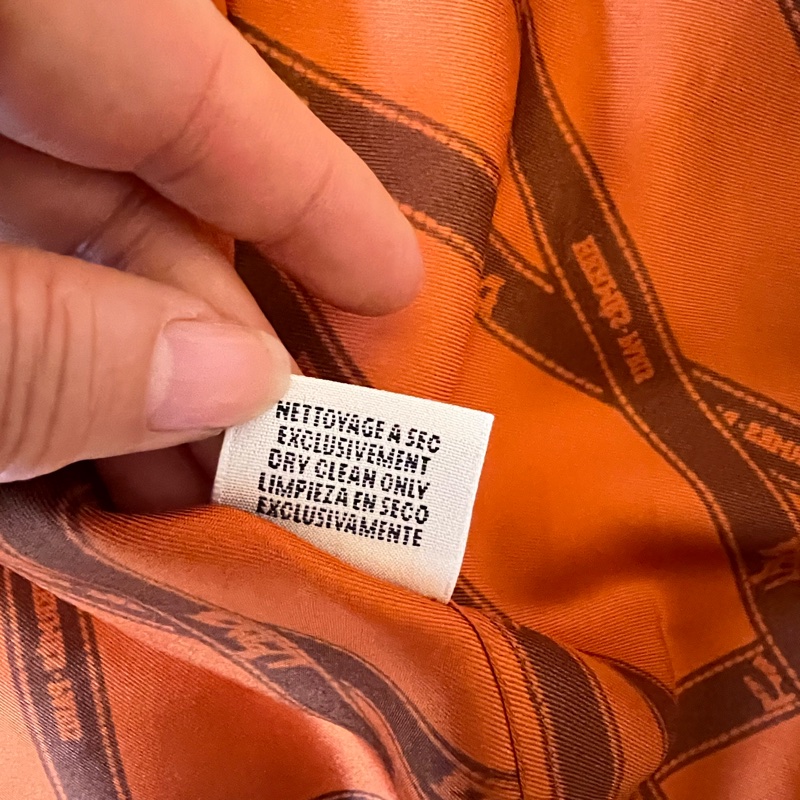 NETTOYAGE A SEC
EXCLUSIVEMENT
DRY CLEAN ONLY
LIMPIEZA EN SECO
EXCLUSIVAMENTE